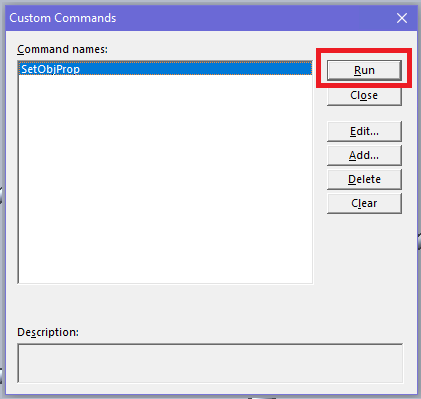 Custom Commands
Command names:
SetObjProp
Run
Close
Edit...
Add...
Delete
Clear
Description: